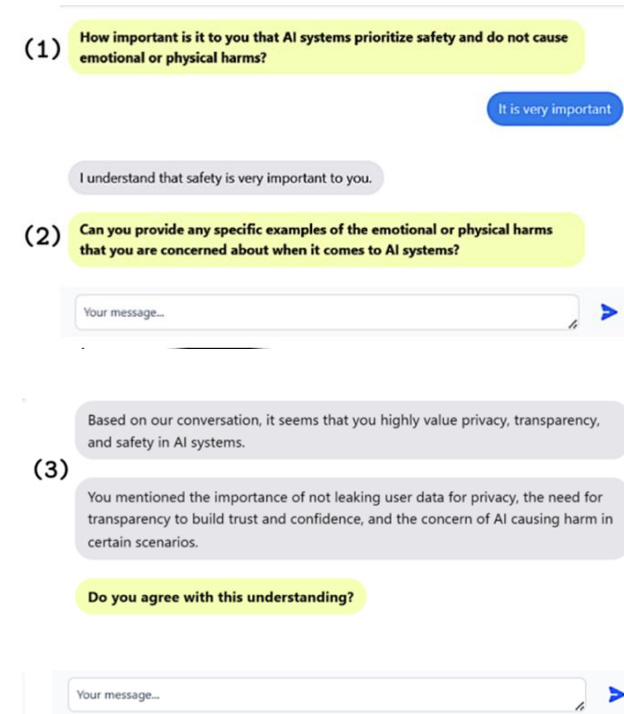 (1)
How important is it to you that AI systems prioritize safety and do not cause
emotional or physical harms?
It is very important
I understand that safety is very important to you.
(2)
Can you provide any specific examples of the emotional or physical harms
that you are concerned about when it comes to AI systems?
Your message...
Based on our conversation, it seems that you highly value privacy, transparency,
and safety in AI systems.
(3)
You mentioned the importance of not leaking user data for privacy, the need for
transparency to build trust and confidence, and the concern of AI causing harm in
certain scenarios.
Do you agree with this understanding?
Your message...